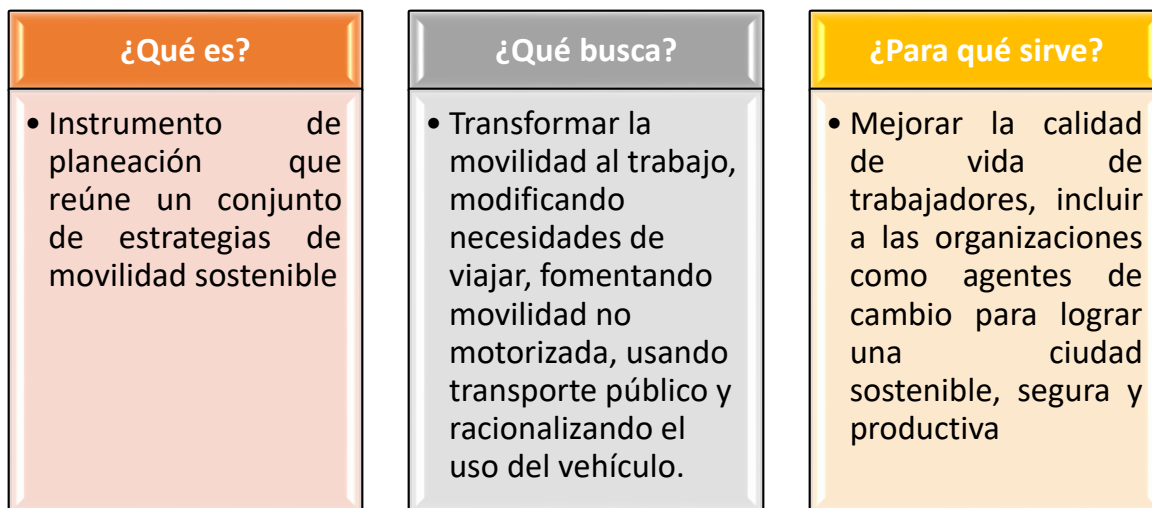 ¿Qué es?
• Instrumento de
planeación que
reúne un conjunto
de estrategias de
movilidad sostenible
¿Qué busca?
• Transformar la
movilidad al trabajo,
modificando
necesidades de
viajar, fomentando
movilidad no
motorizada, usando
transporte público y
racionalizando el
uso del vehículo.
¿Para qué sirve?
• Mejorar la calidad
de vida de
trabajadores, incluir
a las organizaciones
como agentes de
cambio para lograr
una ciudad
sostenible, segura y
productiva